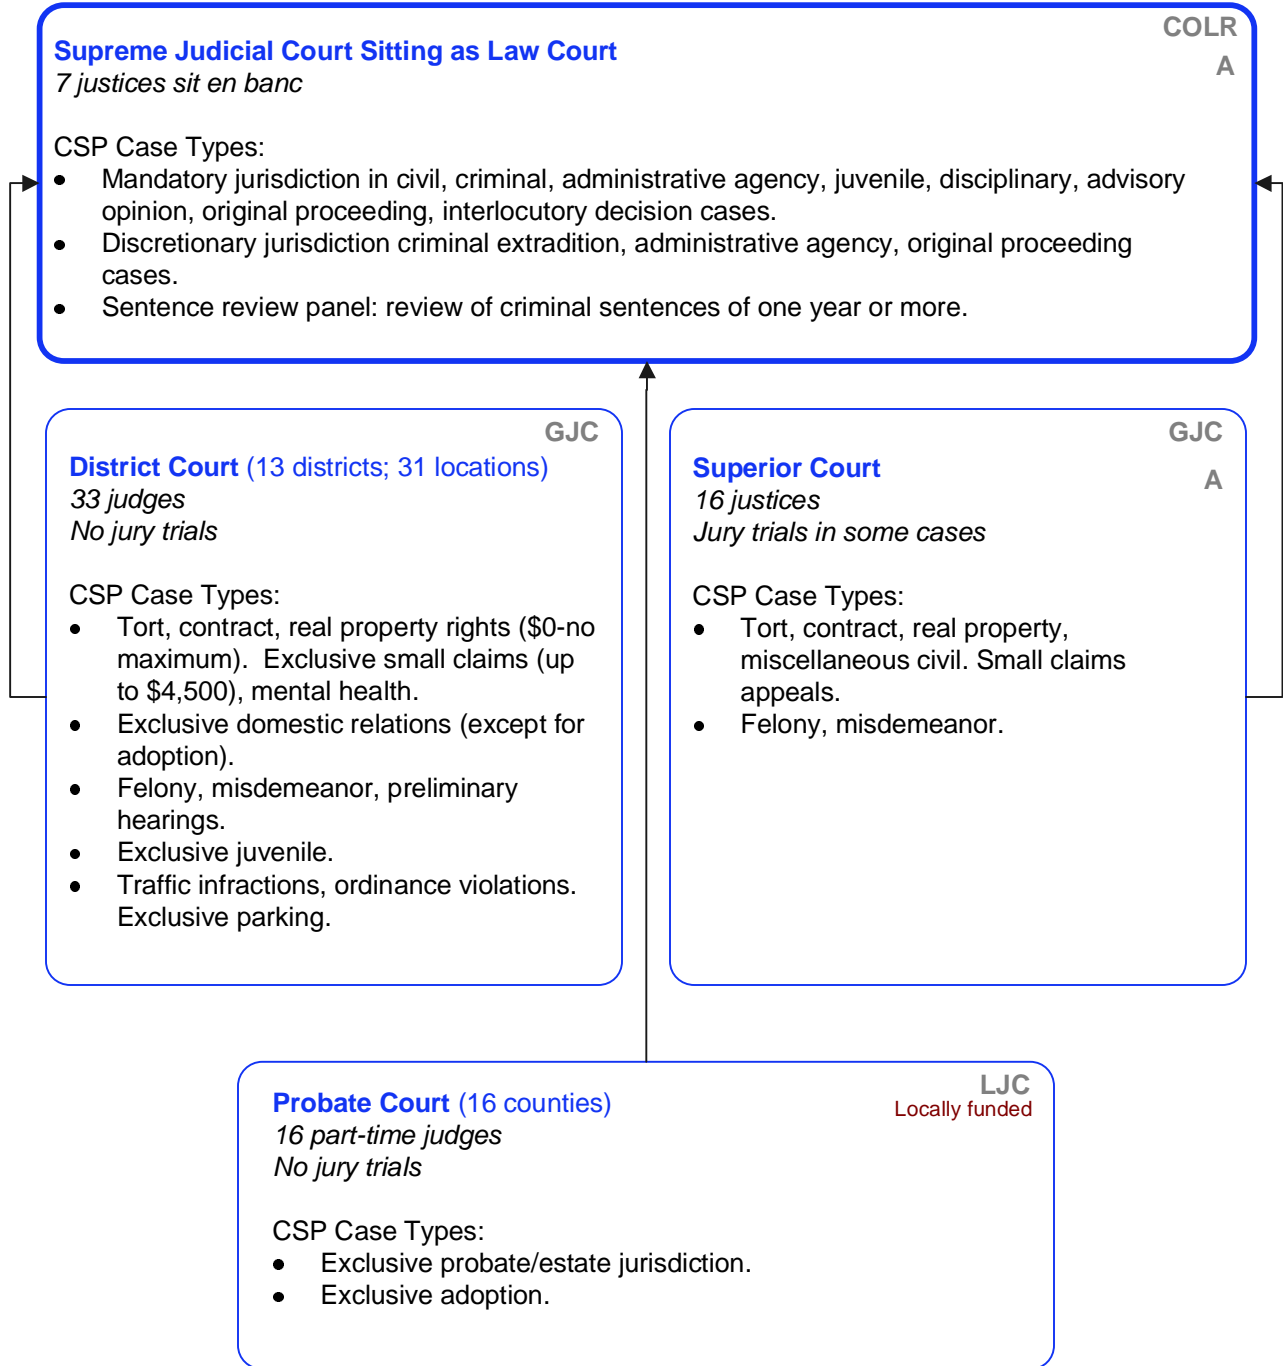 COLR
Supreme Judicial Court Sitting as Law Court
A
7 justices sit en banc
CSP Case Types:
• Mandatory jurisdiction in civil, criminal, administrative agency, juvenile, disciplinary, advisory
opinion, original proceeding, interlocutory decision cases.
• Discretionary jurisdiction criminal extradition, administrative agency, original proceeding
cases.
• Sentence review panel: review of criminal sentences of one year or more.
GJC
District Court (13 districts; 31 locations)
33 judges
No jury trials
CSP Case Types:
• Tort, contract, real property rights ($0-no
maximum). Exclusive small claims (up
to $4,500), mental health.
• Exclusive domestic relations (except for
adoption).
• Felony, misdemeanor, preliminary
hearings.
• Exclusive juvenile.
• Traffic infractions, ordinance violations.
Exclusive parking.
GJC
Superior Court
A
16 justices
Jury trials in some cases
CSP Case Types:
• Tort, contract, real property,
miscellaneous civil. Small claims
appeals.
• Felony, misdemeanor.
LJC
Probate Court (16 counties)
Locally funded
16 part-time judges
No jury trials
CSP Case Types:
• Exclusive probate/estate jurisdiction.
• Exclusive adoption.